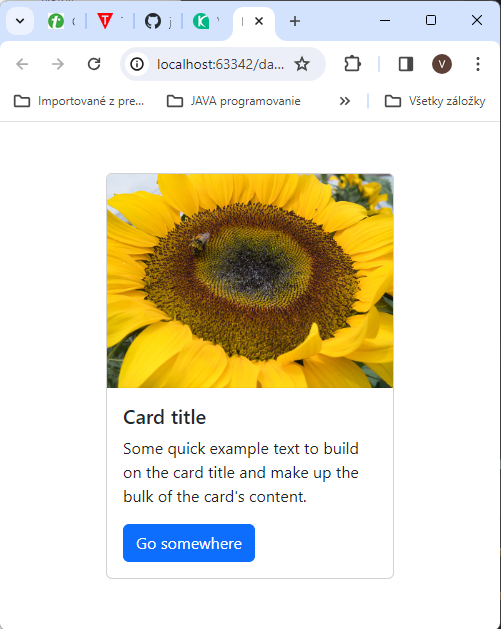 localhost:63342/da...
V
Importované z pre...
JAVA programovanie
Všetky záložky
Card title
Some quick example text to build
on the card title and make up the
bulk of the card's content.
Go somewhere